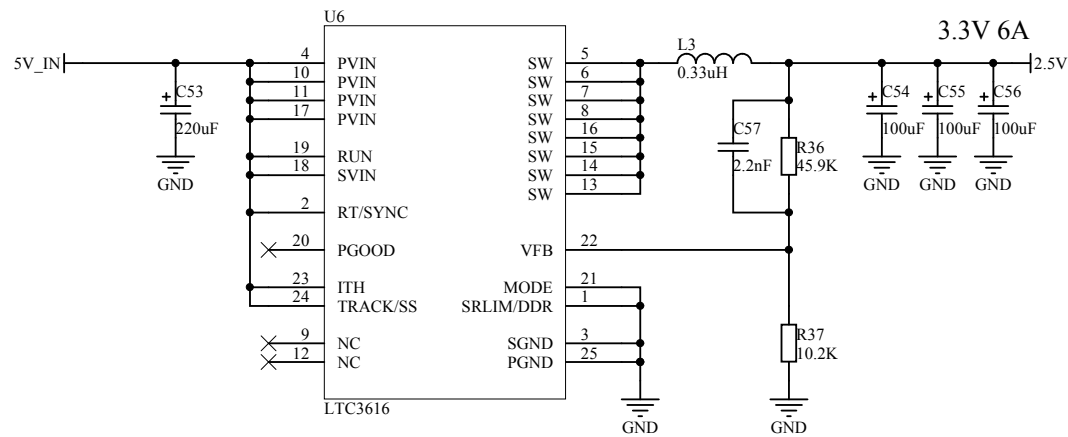 U6
3.3V 6A
5V_IN
4 PVIN SW 5
L3
0.33uH
2.5V
10 PVIN SW 6
11 PVIN SW 7
17 PVIN SW 8
SW 16
19 RUN SW 15
18 SVIN SW 14
SW 13
2 RT/SYNC
20 PGOOD VFB 22
23 ITH MODE 21
24 TRACK/SS SRLIM/DDR 1
9 NC SGND 3
12 NC PGND 25
LTC3616
C53
220uF
GND
C57
2.2nF
R36
45.9K
C54
100uF
GND
C55
100uF
GND
C56
100uF
GND
R37
10.2K
GND
GND